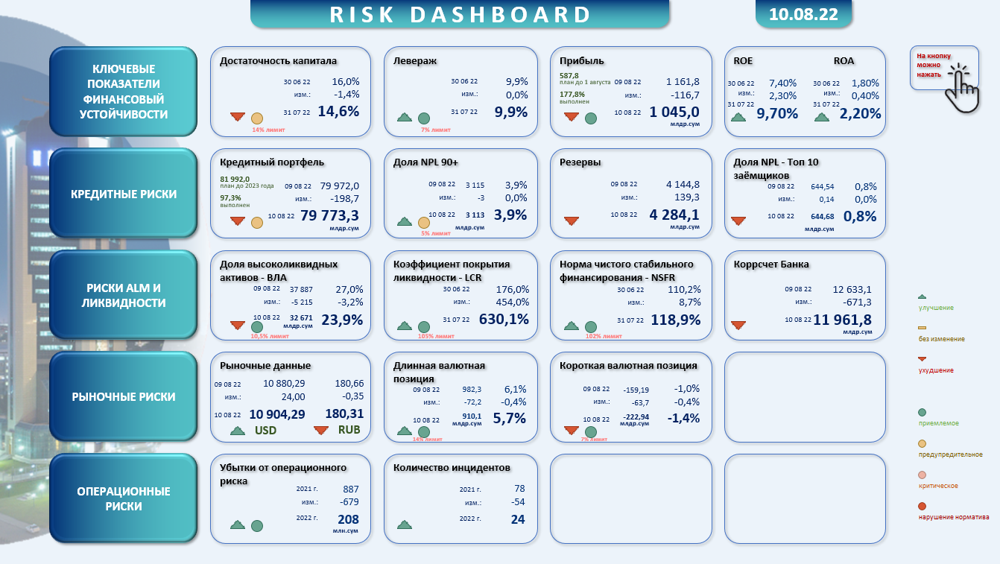 RISK DASHBOARD
10.08.22
КЛЮЧЕВЫЕ
ПОКАЗАТЕЛИ
ФИНАНСОВЫЙ
УСТОЙЧИВОСТИ
Достаточность капитала
30 06 22 16,0%
изм.: -1,4%
31 07 22 14,6%
14% лимит
Левераж
30 06 22 9,9%
изм.: 0,0%
31 07 22 9,9%
7% лимит
Прибыль
587,8
план до 1 августа 09 08 22 1 161,8
177,8% изм.: -116,7
выполнен
10 08 22 1 045,0
млдр.сум
ROE ROA
30 06 22 7,40% 30 06 22 1,80%
изм.: 2,30% изм.: 0,40%
31 07 22 9,70% 31 07 22 2,20%
На кнопку
можно
нажать
КРЕДИТНЫЕ РИСКИ
Кредитный портфель
81 992,0
план до 2023 года 09 08 22 79 972,0
97,3% изм.: -198,7
выполнен
10 08 22 79 773,3
млдр.сум
Доля NPL 90+
09 08 22 3 115 3,9%
изм.: -3 0,0%
10 08 22 3 113 3,9%
млдр.сум
5% лимит
Резервы
09 08 22 4 144,8
изм.: 139,3
10 08 22 4 284,1
млдр.сум
Доля NPL - Топ 10
заёмщиков
09 08 22 644,54 0,8%
изм.: 0,14 0,0%
10 08 22 644,68 0,8%
млдр.сум
РИСКИ ALM И
ЛИКВИДНОСТИ
Доля высоколиквидных
активов - ВЛА
09 08 22 37 887 27,0%
изм.: -5 215 -3,2%
10 08 22 32 671 23,9%
млдр.сум
10,5% лимит
Коэффициент покрытия
ликвидности - LCR
30 06 22 176,0%
изм.: 454,0%
31 07 22 630,1%
105% лимит
Норма чистого стабильного
финансирования - NSFR
30 06 22 110,2%
изм.: 8,7%
31 07 22 118,9%
102% лимит
Коррсчет Банка
09 08 22 12 633,1
изм.: -671,3
10 08 22 11 961,8
млдр.сум
РЫНОЧНЫЕ РИСКИ
Рыночные данные
09 08 22 10 880,29 180,66
изм.: 24,00 -0,35
10 08 22 10 904,29 180,31
USD RUB
Длинная валютная
позиция
09 08 22 982,3 6,1%
изм.: -72,2 -0,4%
10 08 22 910,1 5,7%
млдр.сум
14% лимит
Короткая валютная позиция
09 08 22 -159,19 -1,0%
изм.: -63,7 -0,4%
10 08 22 -222,94 -1,4%
млдр.сум
7% лимит
ОПЕРАЦИОННЫЕ
РИСКИ
Убытки от операционного
риска
2021 г. 887
изм.: -679
2022 г. 208
млн.сум
Количество инцидентов
2021 г. 78
изм.: -54
2022 г. 24
улучшение
без изменение
ухудшение
приемлемое
предупредительное
критическое
нарушение норматива